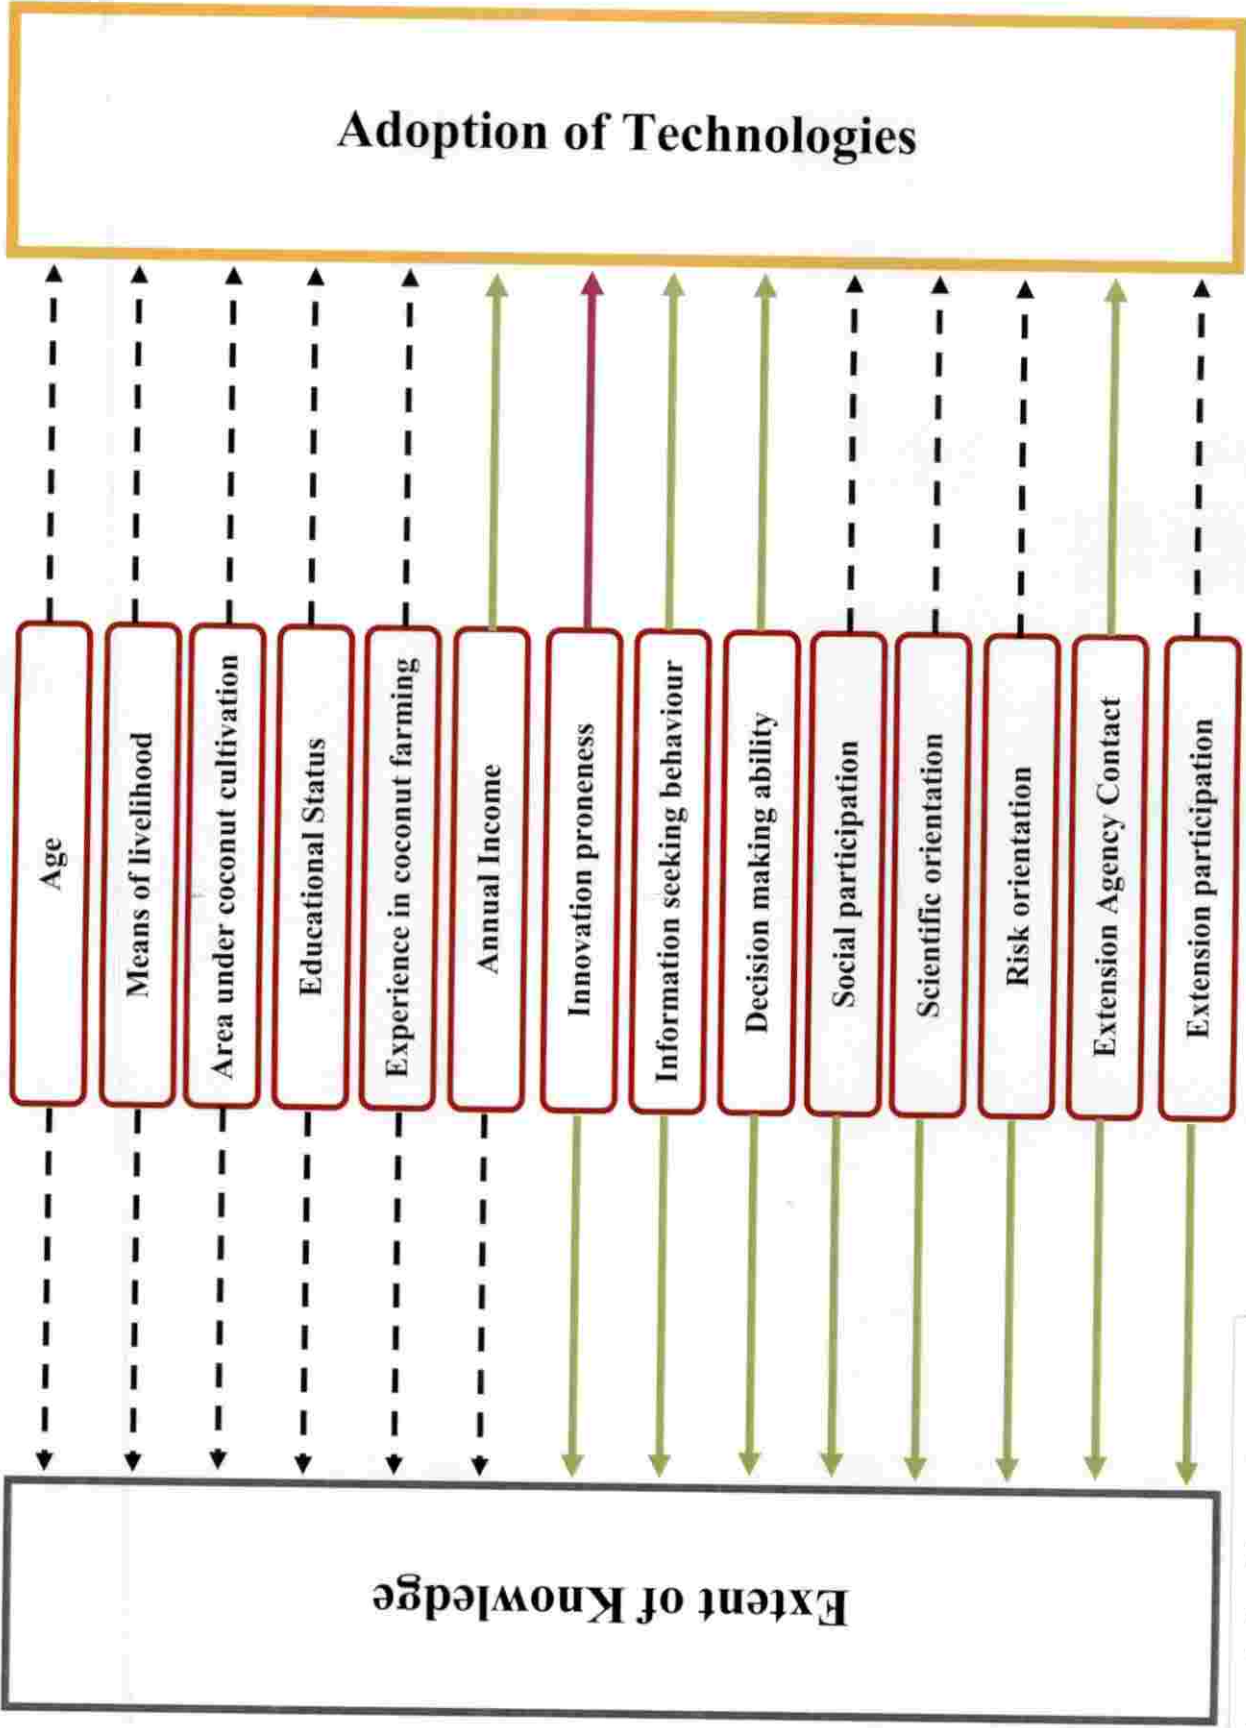 Adoption of Technologies
Age
Means of livelihood
Area under coconut cultivation
Educational Status
Experience in coconut farming
Annual Income
Innovation proneness
Information seeking behaviour
Decision making ability
Social participation
Scientific orientation
Risk orientation
Extension Agency Contact
Extension participation
Extent of Knowledge